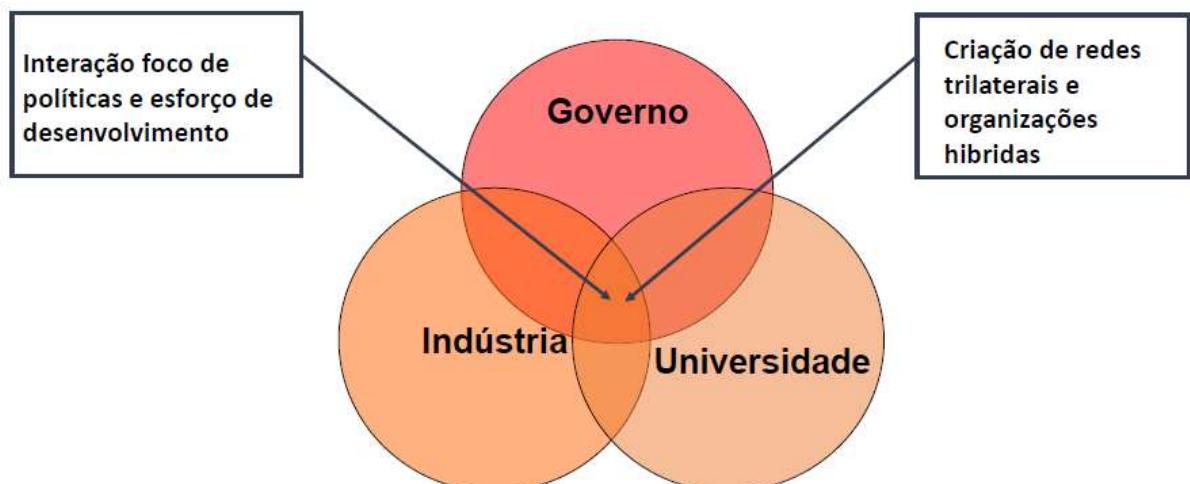 Interação foco de
políticas e esforço de
desenvolvimento
Criação de redes
trilaterais e
organizações
hibridas
Governo
Indústria
Universidade